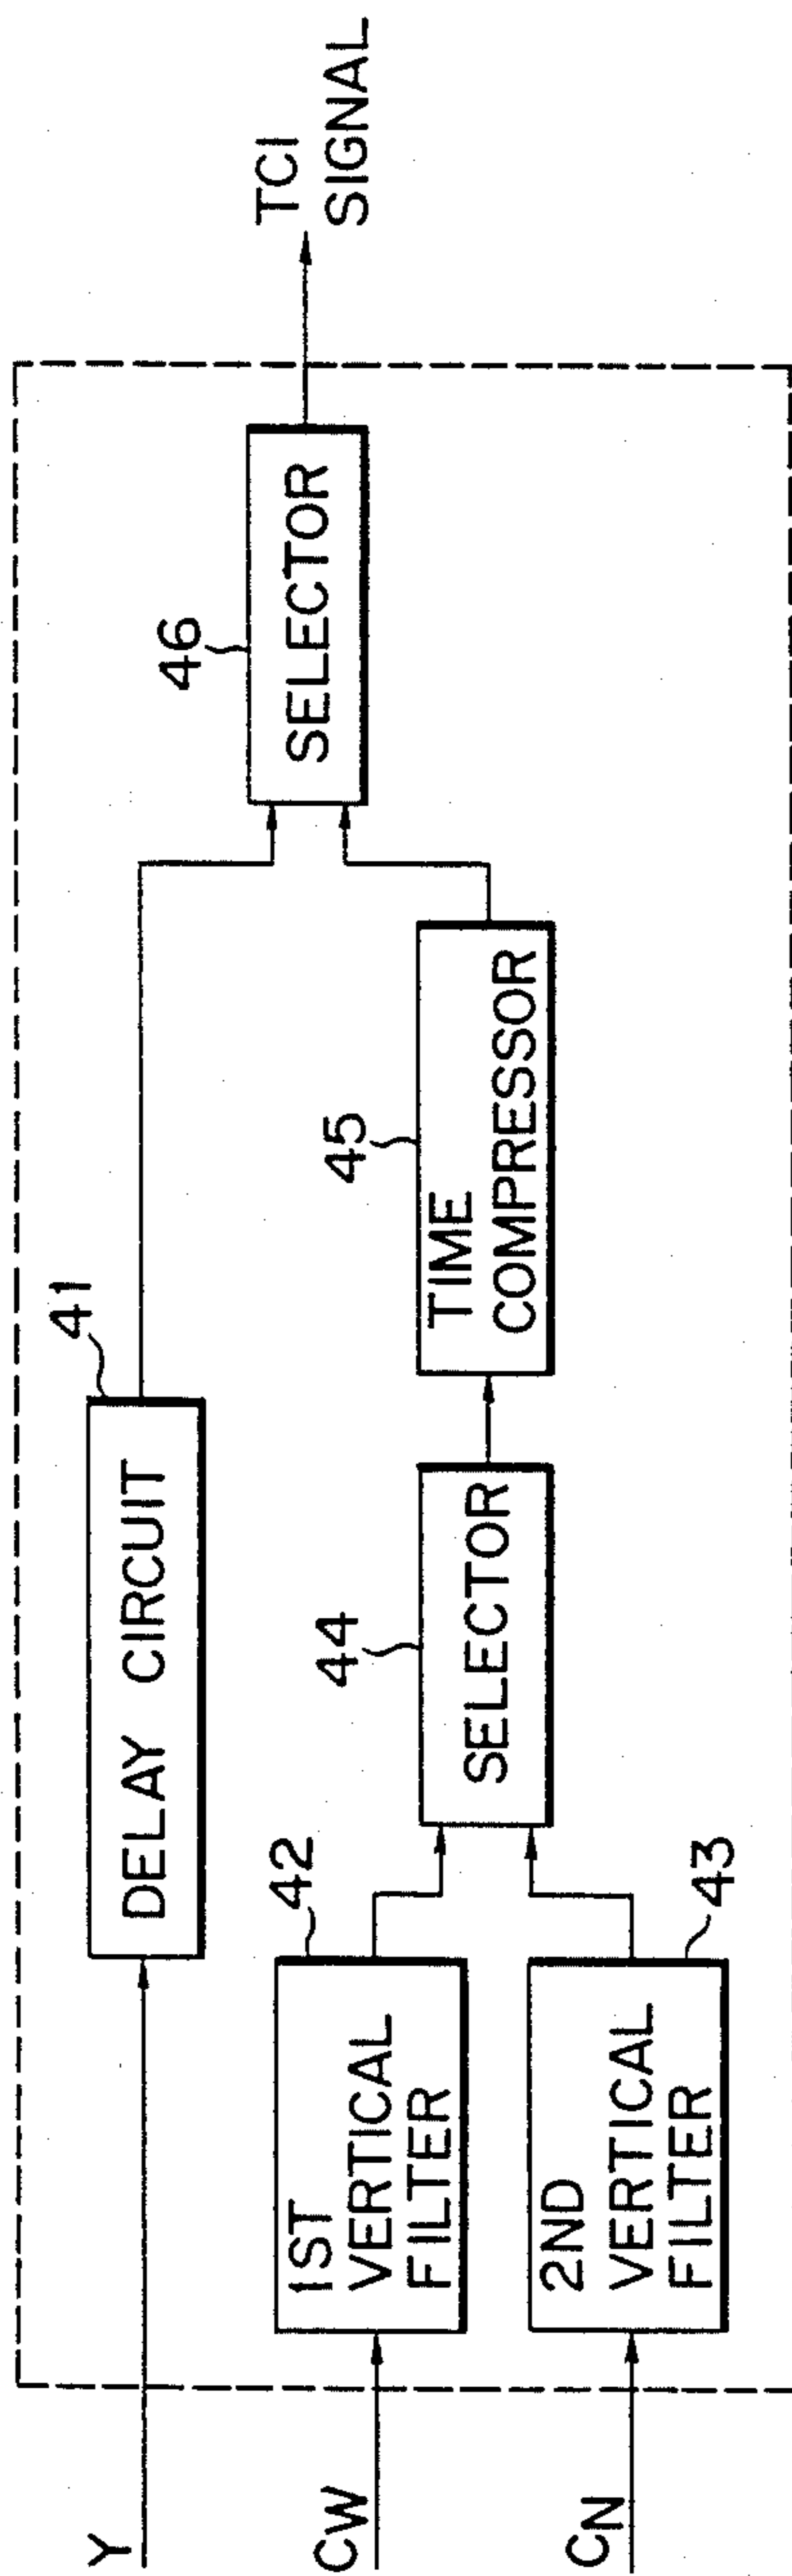 Y
41
DELAY CIRCUIT
CW
42
1ST
VERTICAL
FILTER
CN
43
2ND
VERTICAL
FILTER
44
SELECTOR
45
TIME
COMPRESSOR
46
SELECTOR
TCI
SIGNAL